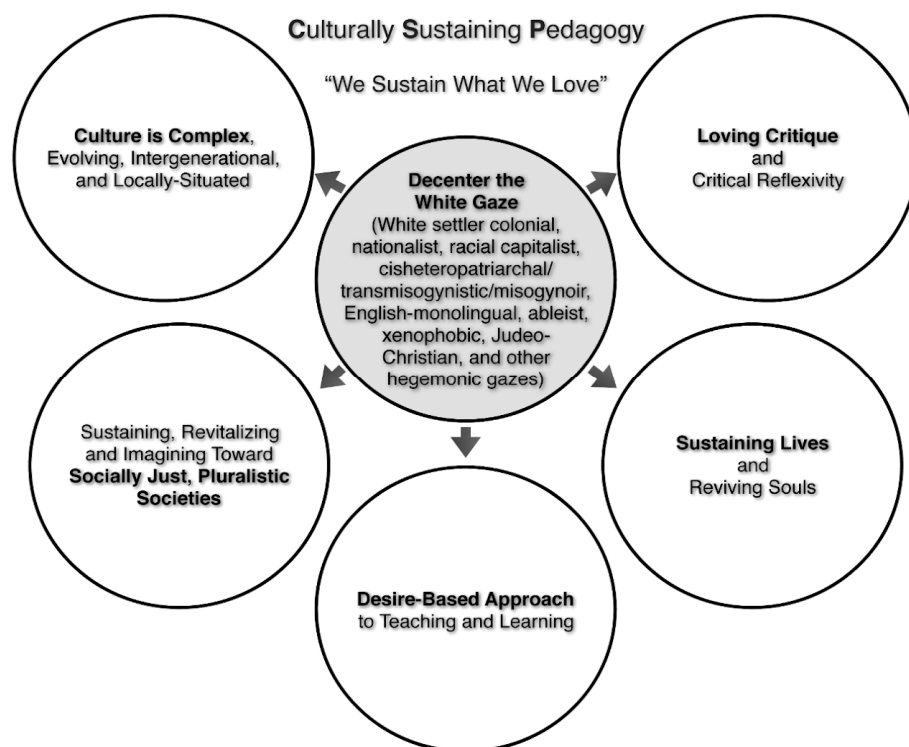 Culturally Sustaining Pedagogy
“We Sustain What We Love”
Culture is Complex,
Evolving, Intergenerational,
and Locally-Situated
Loving Critique
and
Critical Reflexivity
Decenter the
White Gaze
(White settler colonial,
nationalist, racial capitalist,
cisheteropatriarchal/
transmisogynistic/misogynoir,
English-monolingual, ableist,
xenophobic, Judeo-
Christian, and other
hegemonic gazes)
Sustaining, Revitalizing
and Imagining Toward
Socially Just, Pluralistic
Societies
Sustaining Lives
and
Reviving Souls
Desire-Based Approach
to Teaching and Learning